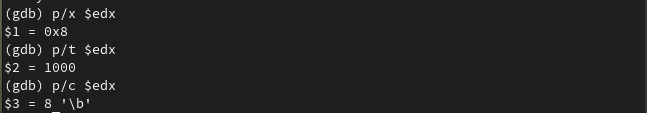 (gdb) p/x $edx
$1 = 0x8
(gdb) p/t $edx
$2 = 1000
(gdb) p/c $edx
$3 = 8 '\b'